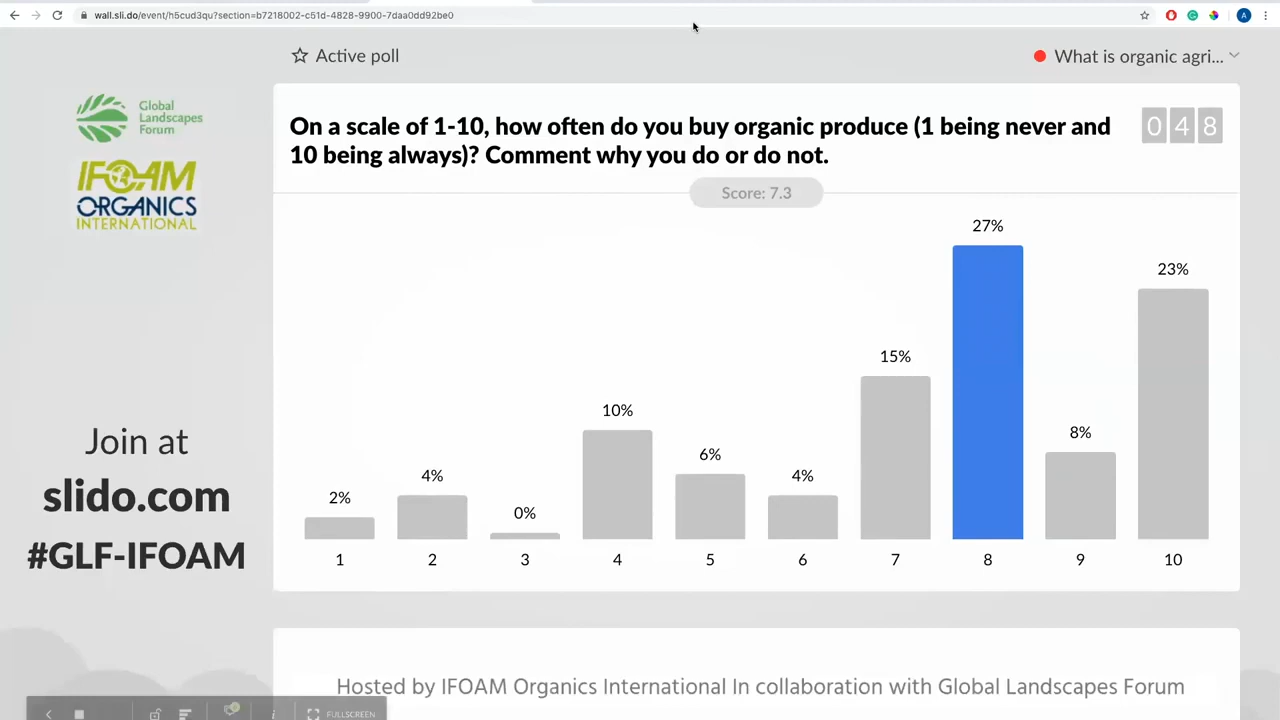 wall.sli.do/event/h5cud3qu?section=b7218002-c51d-4828-9900-7daa0dd92be0
A
Active poll
What is organic agri...
Global
Landscapes
Forum
IFOAM
ORGANICS
INTERNATIONAL
On a scale of 1-10, how often do you buy organic produce (1 being never and
10 being always)? Comment why you do or do not.
048
Score: 7.3
2%
4%
0%
10%
6%
4%
15%
27%
8%
23%
1 2 3 4 5 6 7 8 9 10
Join at
slido.com
#GLF-IFOAM
Hosted by IFOAM Organics International In collaboration with Global Landscapes Forum
FULLSCREEN